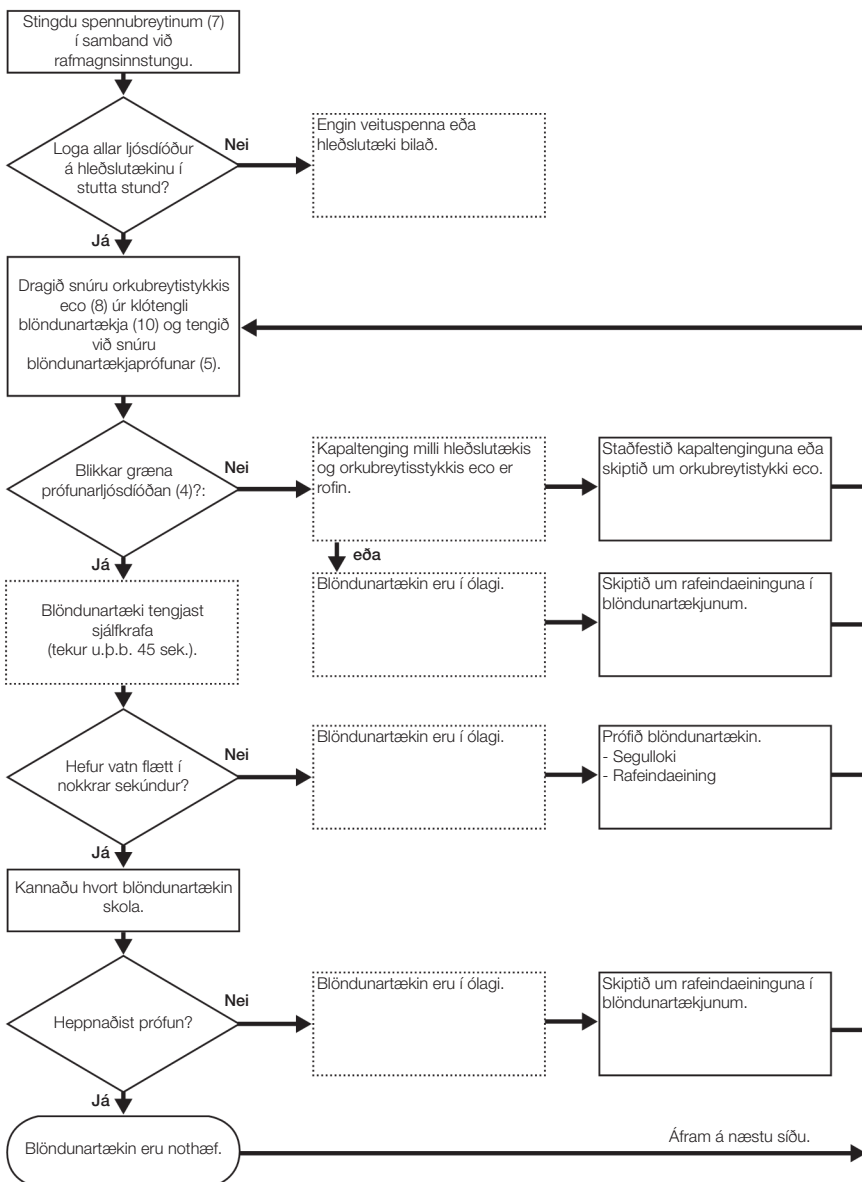 Stingdu spennubreytinum (7)
í samband við
rafmagnsinnstungu.
Loga allar ljósdíóður
á hleðslutækinu í
stutta stund?
Nei
Engin veituspenna eða
hleðslutæki bilað.
Já
Dragið snúru orkubreytistykkis
eco (8) úr klótengli
blöndunartækja (10) og tengið
við snúru
blöndunartækjaprófunar (5).
Blikkar græna
prófunarljósdíóðan (4)?:
Nei
Kapaltenging milli hleðslutækis
og orkubreytisstykkis eco er
rofin.
Staðfestið kapaltenginguna eða
skiptið um orkubreytistykki eco.
eða
Já
Blöndunartæki tengjast
sjálfkrafa
(tekur u.þ.b. 45 sek.).
Blöndunartækin eru í ólagi.
Skiptið um rafeindaeininguna í
blöndunartækjunum.
Hefur vatn flætt í
nokkrar sekúndur?
Nei
Blöndunartækin eru í ólagi.
Prófið blöndunartækin.
- Segulloki
- Rafeindaeining
Já
Kannaðu hvort blöndunartækin
skola.
Heppnaðist prófun?
Nei
Blöndunartækin eru í ólagi.
Skiptið um rafeindaeininguna í
blöndunartækjunum.
Já
Blöndunartækin eru nothæf.
Áfram á næstu síðu.